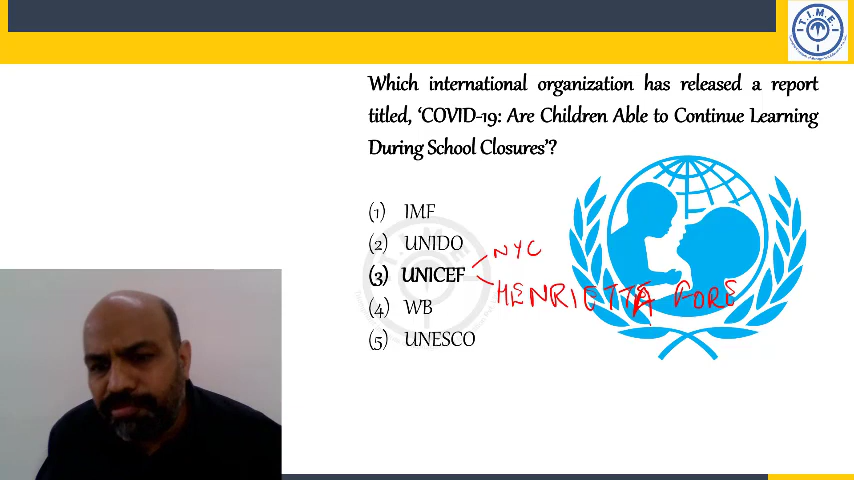 T.I.M.E.
Which international organization has released a report
titled, ‘COVID-19: Are Children Able to Continue Learning
During School Closures’?
(1) IMF
(2) UNIDO
(3) UNICEF
NYC
HENRIETTA FORE
(4) WB
(5) UNESCO